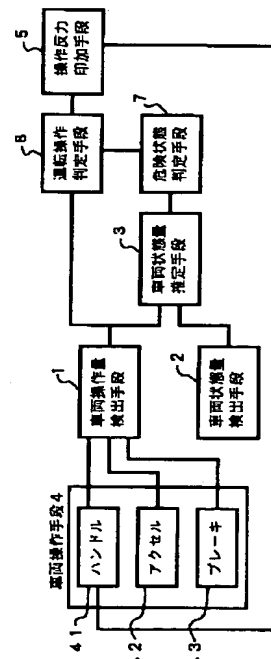 車両操作手段4
41
ハンドル
.2
アクセル
.3
ブレーキ
1
車両操作量
検出手段
2
車両状態量
検出手段
3
車両状態量
推定手段
8
運転操作
判定手段
7
危険状態
判定手段
5
操作反力
印加手段